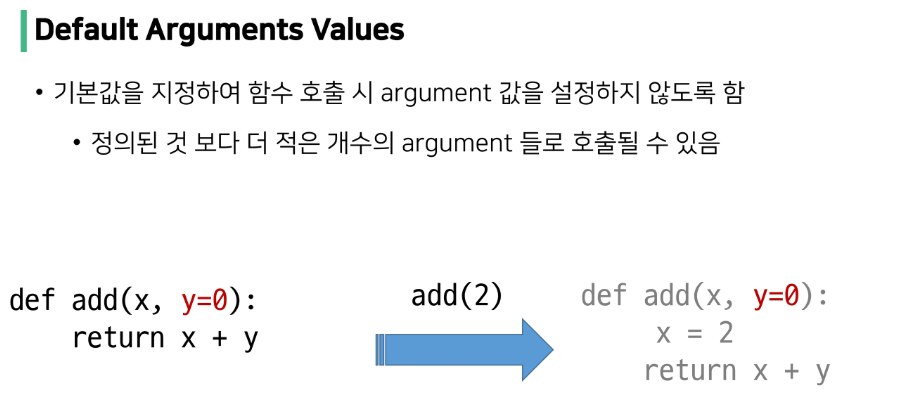 Default Arguments Values
• 기본값을 지정하여 함수 호출 시 argument 값을 설정하지 않도록 함
• 정의된 것 보다 더 적은 개수의 argument 들로 호출될 수 있음
def add(x, y=0):
    return x + y
add(2)
def add(x, y=0):
    x = 2
    return x + y